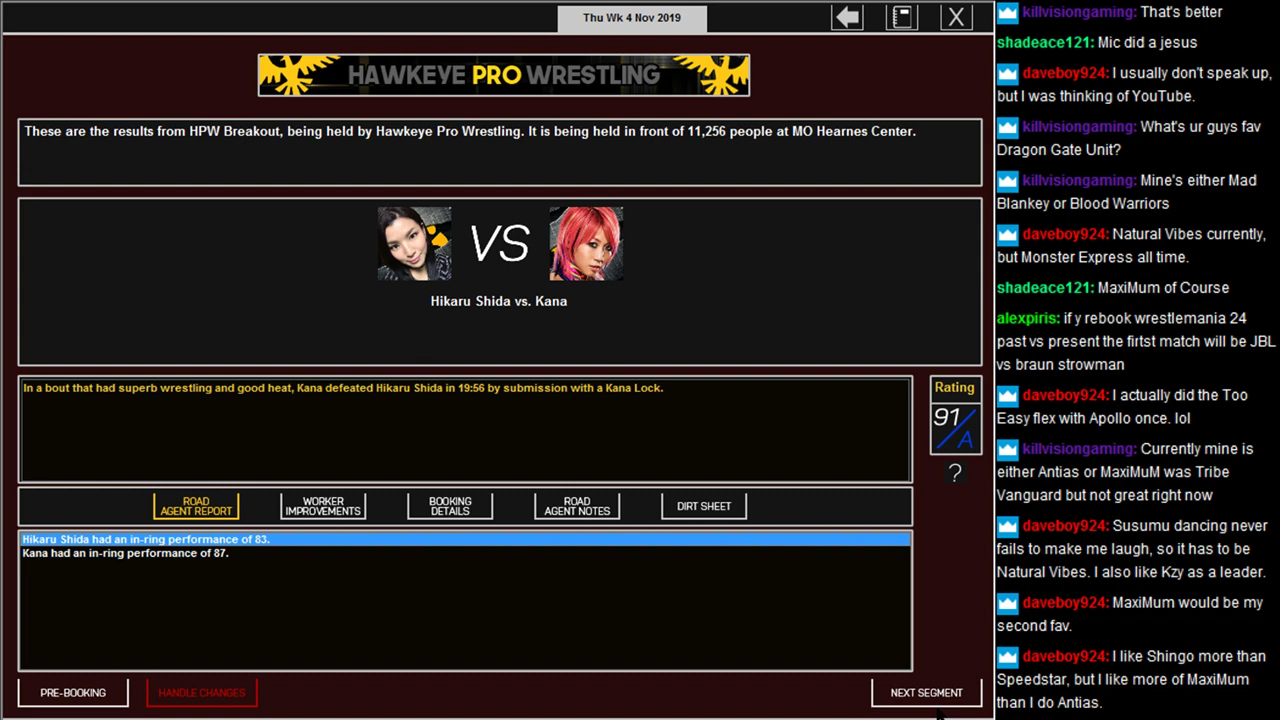 Thu Wk 4 Nov 2019
HAWKEYE PRO WRESTLING
These are the results from HPW Breakout, being held by Hawkeye Pro Wrestling. It is being held in front of 11,256 people at MO Hearnes Center.
VS
Hikaru Shida vs. Kana
In a bout that had superb wrestling and good heat, Kana defeated Hikaru Shida in 19:56 by submission with a Kana Lock.
Rating
91/A
?
ROAD
AGENT REPORT
WORKER
IMPROVEMENTS
BOOKING
DETAILS
ROAD
AGENT NOTES
DIRT SHEET
Hikaru Shida had an in-ring performance of 83.
Kana had an in-ring performance of 87.
PRE-BOOKING
HANDLE CHANGES
NEXT SEGMENT
killvisiongaming: That's better
shadeace121: Mic did a jesus
daveboy924: I usually don't speak up,
but I was thinking of YouTube.
killvisiongaming: What's ur guys fav
Dragon Gate Unit?
killvisiongaming: Mine's either Mad
Blankey or Blood Warriors
daveboy924: Natural Vibes currently,
but Monster Express all time.
shadeace121: MaxiMum of Course
alexpiris: if y rebook wrestlemania 24
past vs present the firtst match will be JBL
vs braun strowman
daveboy924: I actually did the Too
Easy flex with Apollo once. lol
killvisiongaming: Currently mine is
either Antias or MaxiMuM was Tribe
Vanguard but not great right now
daveboy924: Susumu dancing never
fails to make me laugh, so it has to be
Natural Vibes. I also like Kzy as a leader.
daveboy924: MaxiMum would be my
second fav.
daveboy924: I like Shingo more than
Speedstar, but I like more of MaxiMum
than I do Antias.